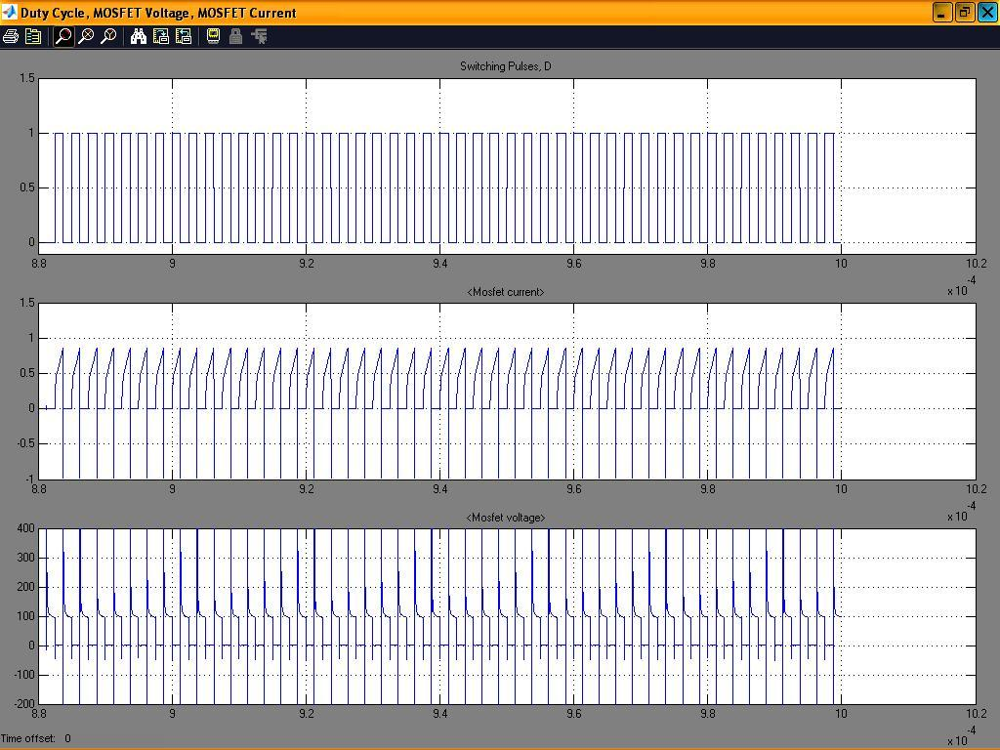 Duty Cycle, MOSFET Voltage, MOSFET Current
Switching Pulses, D
1.5
1
0.5
0
8.8 9 9.2 9.4 9.6 9.8 10 10.2
x 10 -4
<Mosfet current>
1.5
1
0.5
0
-0.5
-1
8.8 9 9.2 9.4 9.6 9.8 10 10.2
x 10 -4
<Mosfet voltage>
400
300
200
100
0
-100
-200
8.8 9 9.2 9.4 9.6 9.8 10 10.2
x 10 -4
Time offset: 0